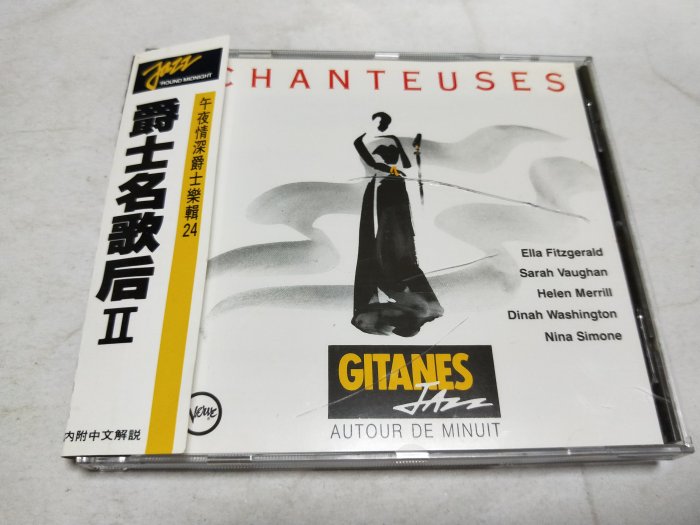 Jazz
'ROUND MIDNIGHT
爵士名歌后II
午夜情深爵士樂輯24
內附中文解説
CHANTEUSES
Ella Fitzgerald
Sarah Vaughan
Helen Merrill
Dinah Washington
Nina Simone
GITANES
JAZZ
AUTOUR DE MINUIT
Verve